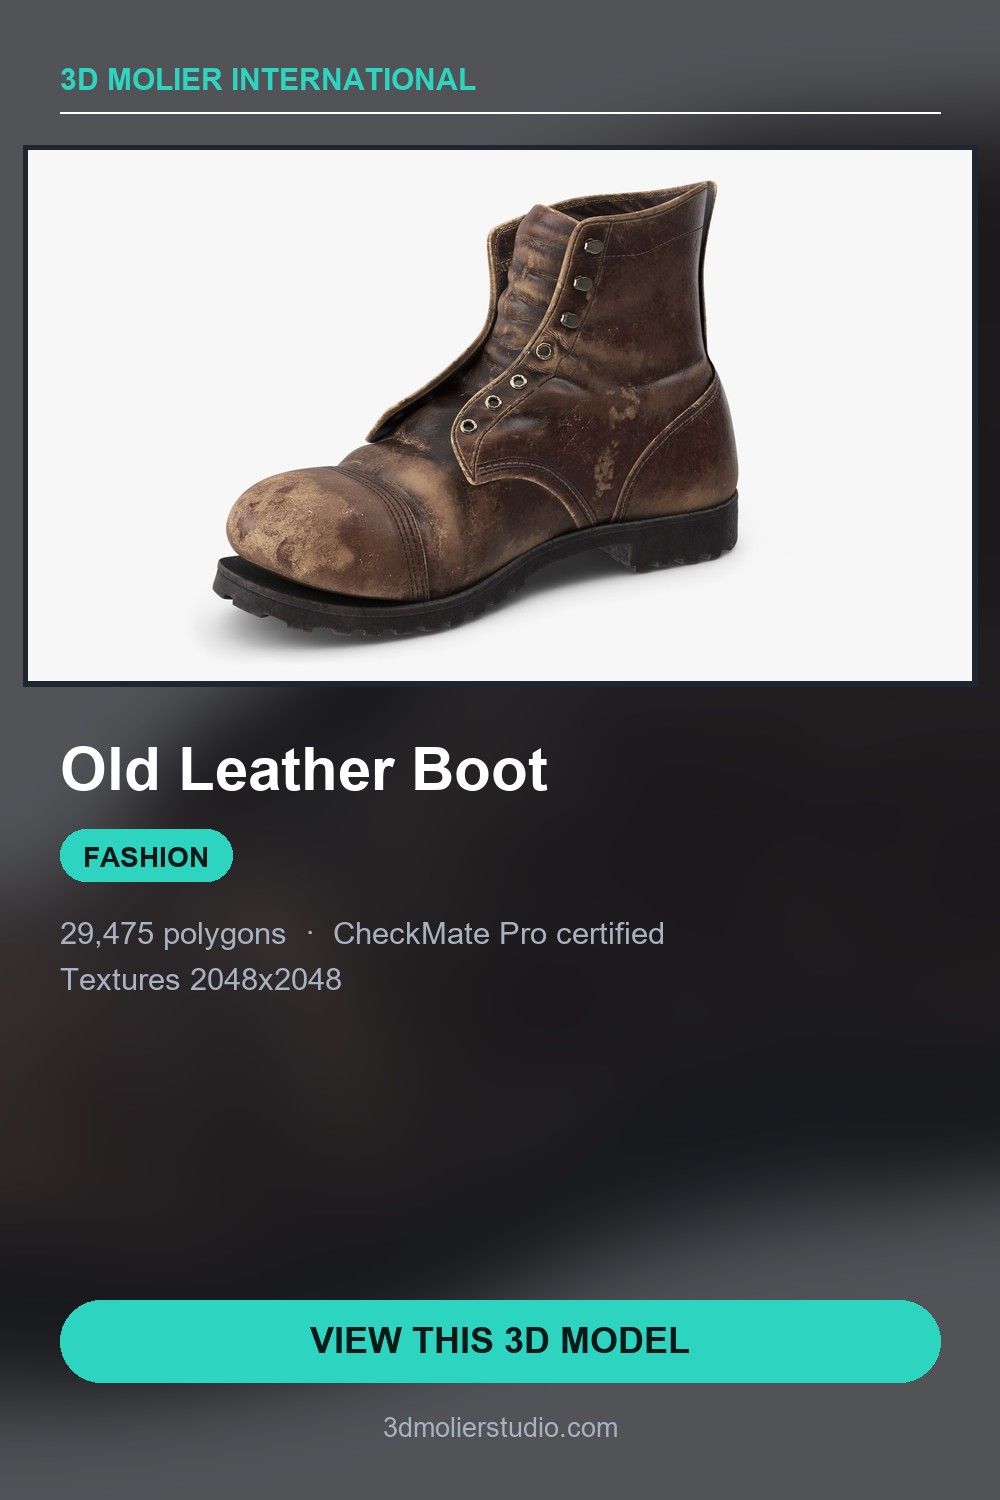 3D MOLIER INTERNATIONAL
Old Leather Boot
FASHION
29,475 polygons · CheckMate Pro certified
Textures 2048x2048
VIEW THIS 3D MODEL
3dmolierstudio.com